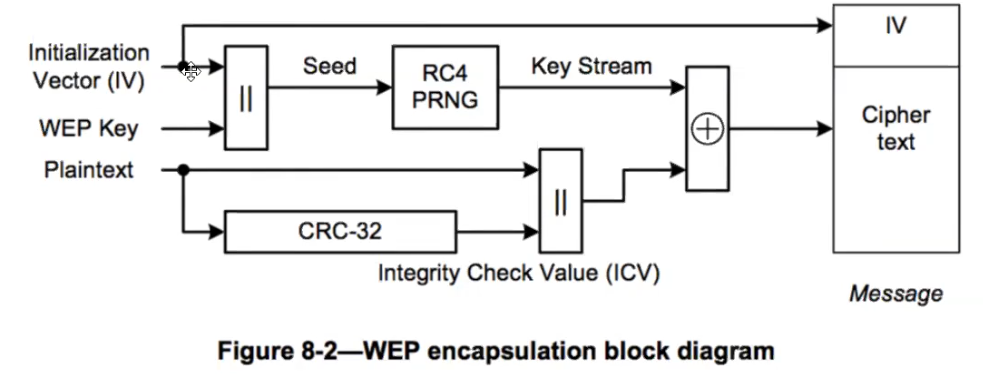 IV
Initialization
Vector (IV)
Seed
RC4
PRNG
Key Stream
||
WEP Key
Cipher
text
Plaintext
||
CRC-32
Integrity Check Value (ICV)
Message
Figure 8-2—WEP encapsulation block diagram